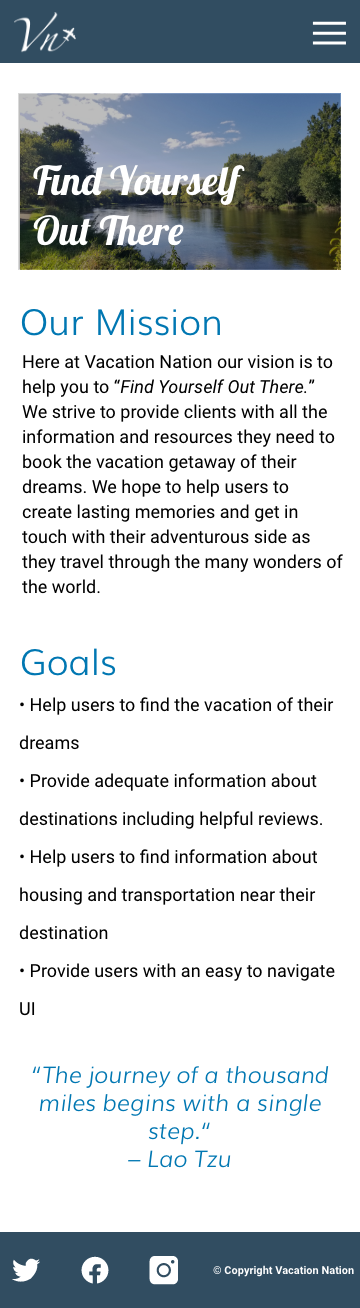 Vn
Find Yourself
Out There
Our Mission
Here at Vacation Nation our vision is to
help you to “Find Yourself Out There.”
We strive to provide clients with all the
information and resources they need to
book the vacation getaway of their
dreams. We hope to help users to
create lasting memories and get in
touch with their adventurous side as
they travel through the many wonders of
the world.
Goals
• Help users to find the vacation of their
dreams
• Provide adequate information about
destinations including helpful reviews.
• Help users to find information about
housing and transportation near their
destination
• Provide users with an easy to navigate
UI
“The journey of a thousand
miles begins with a single
step.“
– Lao Tzu
© Copyright Vacation Nation